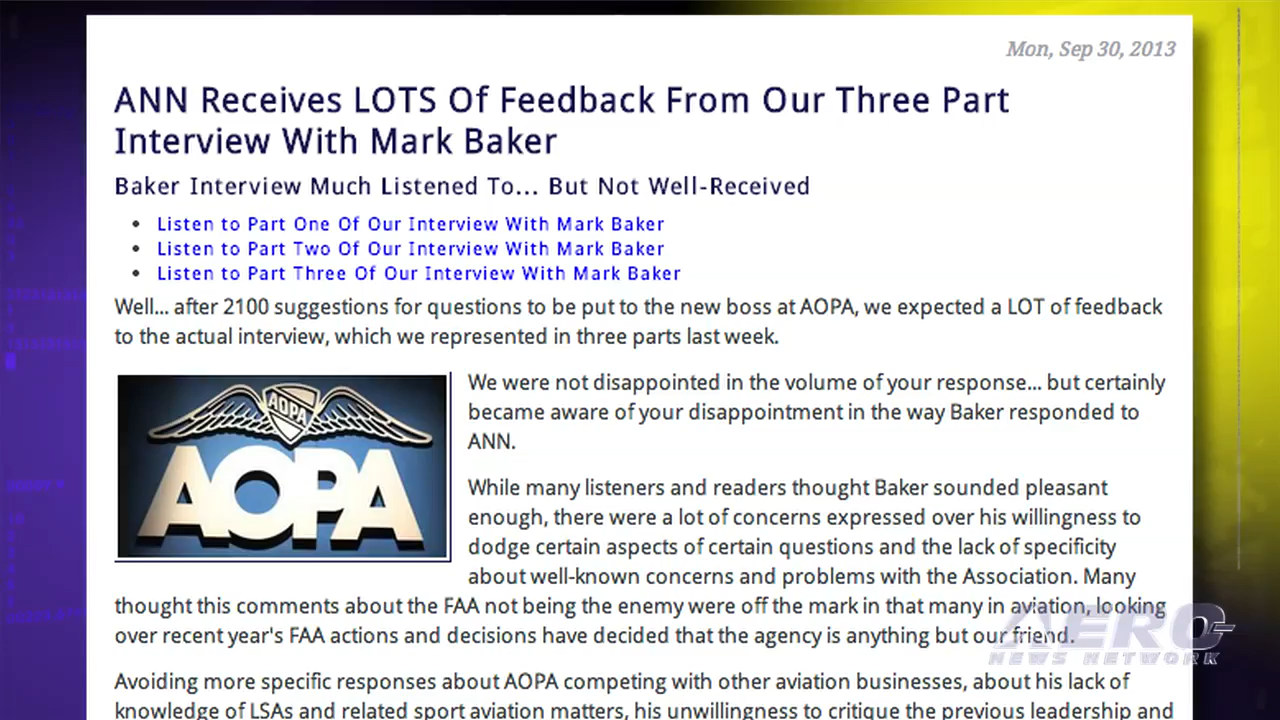 Mon, Sep 30, 2013
ANN Receives LOTS Of Feedback From Our Three Part
Interview With Mark Baker
Baker Interview Much Listened To... But Not Well-Received
• Listen to Part One Of Our Interview With Mark Baker
• Listen to Part Two Of Our Interview With Mark Baker
• Listen to Part Three Of Our Interview With Mark Baker
Well... after 2100 suggestions for questions to be put to the new boss at AOPA, we expected a LOT of feedback
to the actual interview, which we represented in three parts last week.
AOPA
AOPA
We were not disappointed in the volume of your response... but certainly
became aware of your disappointment in the way Baker responded to
ANN.
While many listeners and readers thought Baker sounded pleasant
enough, there were a lot of concerns expressed over his willingness to
dodge certain aspects of certain questions and the lack of specificity
about well-known concerns and problems with the Association. Many
thought this comments about the FAA not being the enemy were off the mark in that many in aviation, looking
over recent year's FAA actions and decisions have decided that the agency is anything but our friend.
Avoiding more specific responses about AOPA competing with other aviation businesses, about his lack of
knowledge of LSAs and related sport aviation matters, his unwillingness to critique the previous leadership and
AERO
NEWS NETWORK